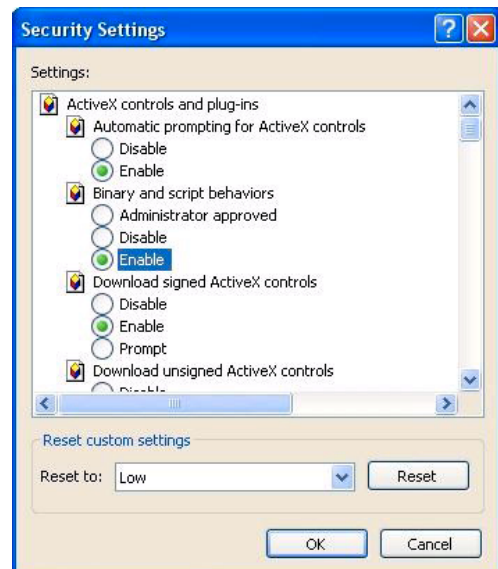 Security Settings
Settings:
ActiveX controls and plug-ins
Automatic prompting for ActiveX controls
Disable
Enable
Binary and script behaviors
Administrator approved
Disable
Enable
Download signed ActiveX controls
Disable
Enable
Prompt
Download unsigned ActiveX controls
Disable
Reset custom settings
Reset to: Low Reset
OK Cancel